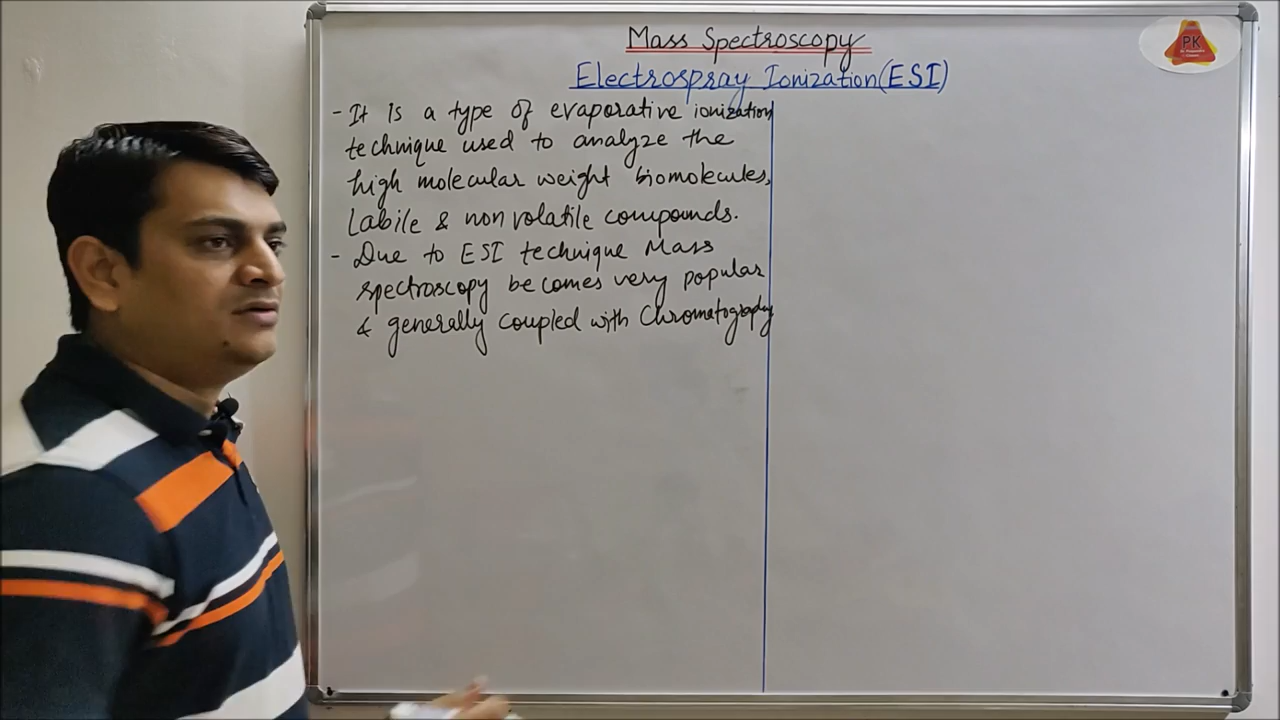 Mass Spectroscopy
Electrospray Ionization(ESI)
- It Is a type of evaporative ionization
technique used to analyze the
high molecular weight biomolecules,
Labile & non volatile compounds.
- Due to ESI technique Mass
spectroscopy becomes very popular
& generally coupled with Chromatography
PK